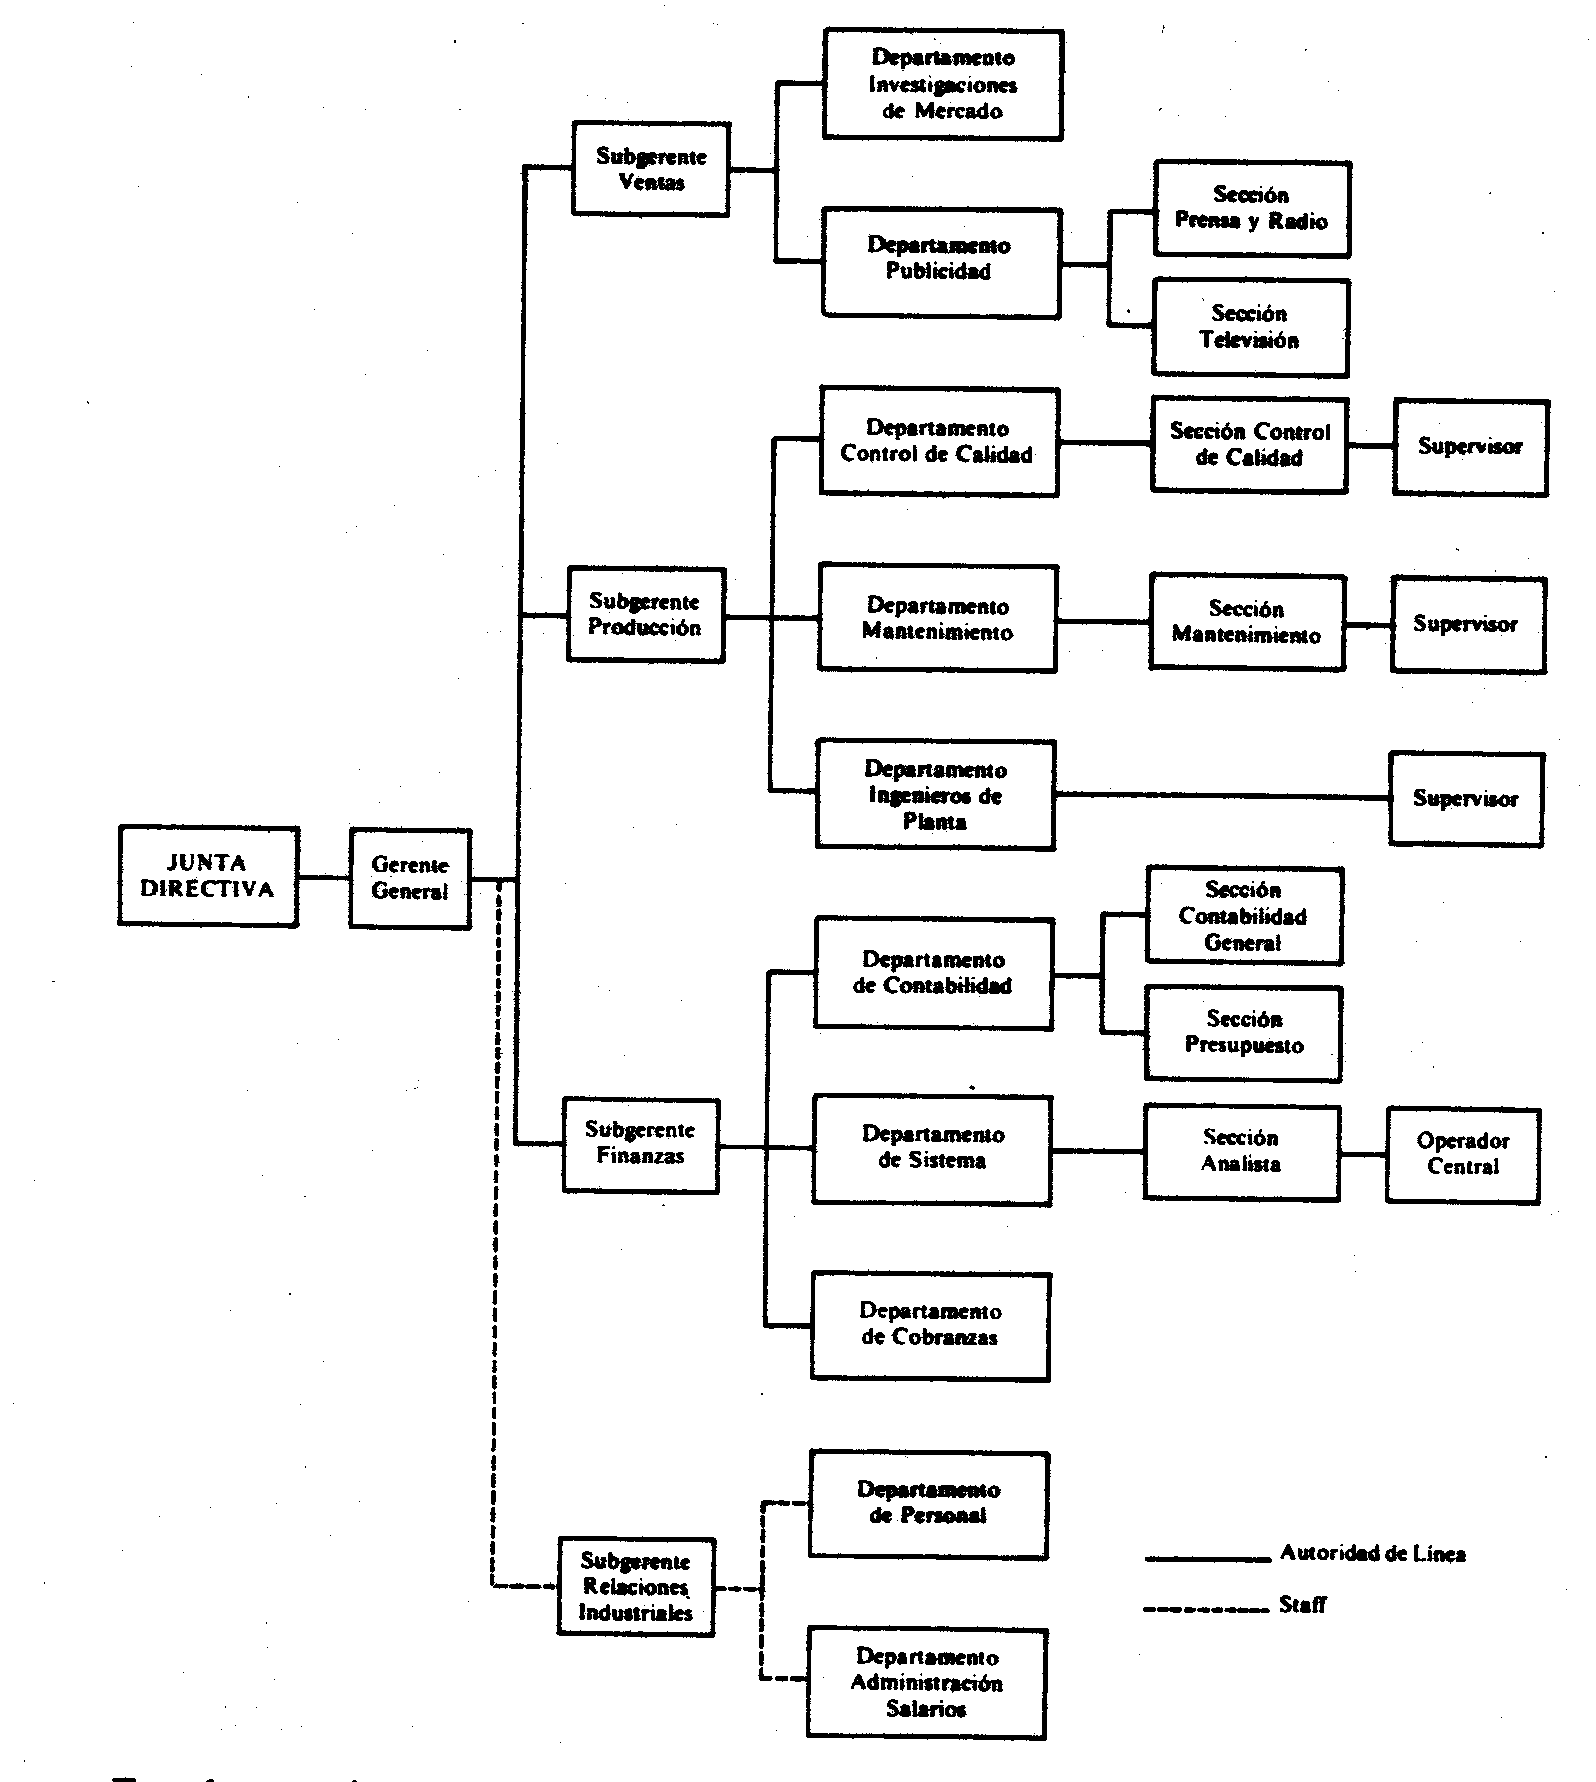 Departamento
Investigaciones
de Mercado
Subgerente
Ventas
Departamento
Publicidad
Sección
Prensa y Radio
Sección
Televisión
Departamento
Control de Calidad
Sección Control
de Calidad
Supervisor
Subgerente
Producción
Departamento
Mantenimiento
Sección
Mantenimiento
Supervisor
Departamento
Ingenieros de
Planta
Supervisor
JUNTA
DIRECTIVA
Gerente
General
Departamento
de Contabilidad
Sección
Contabilidad
General
Sección
Presupuesto
Subgerente
Finanzas
Departamento
de Sistema
Sección
Analista
Operador
Central
Departamento
de Cobranzas
Subgerente
Relaciones
Industriales
Departamento
de Personal
Departamento
Administración
Salarios
Autoridad de Línea
Staff